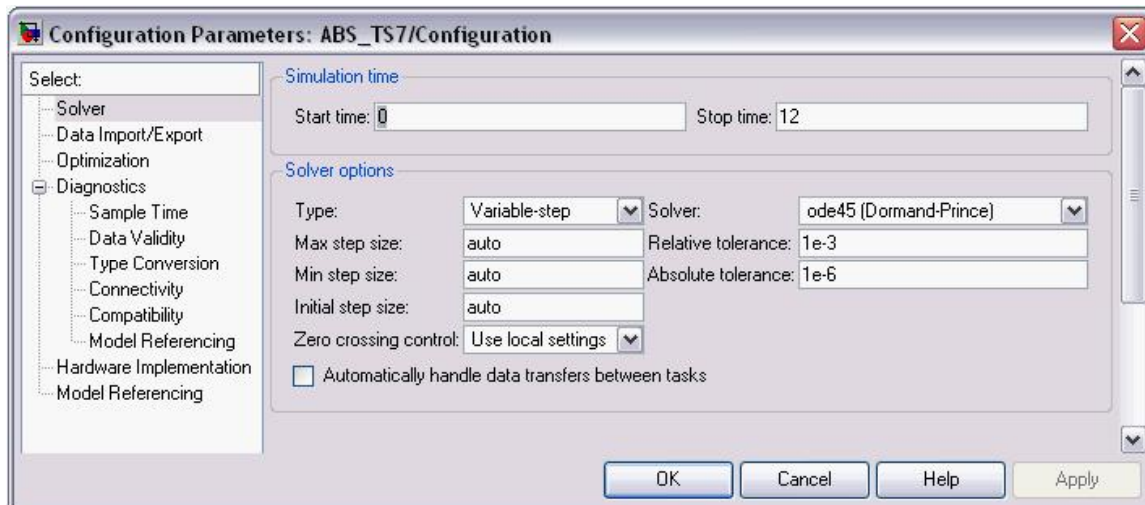 Configuration Parameters: ABS_TS7/Configuration
Select:
Solver
Data Import/Export
Optimization
Diagnostics
Sample Time
Data Validity
Type Conversion
Connectivity
Compatibility
Model Referencing
Hardware Implementation
Model Referencing
Simulation time
Start time: 0 Stop time: 12
Solver options
Type: Variable-step Solver: ode45 (Dormand-Prince)
Max step size: auto Relative tolerance: 1e-3
Min step size: auto Absolute tolerance: 1e-6
Initial step size: auto
Zero crossing control: Use local settings
Automatically handle data transfers between tasks
OK Cancel Help Apply